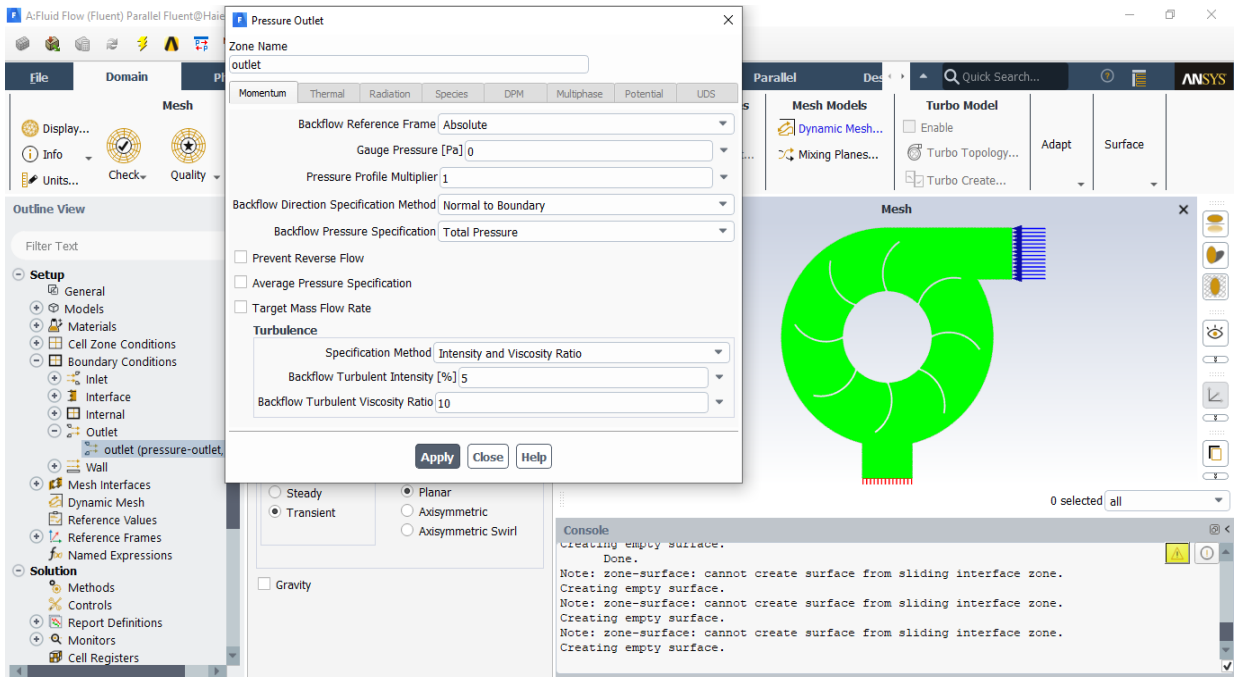 A:Fluid Flow (Fluent) Parallel Fluent@Haie
Pressure Outlet
Zone Name
outlet
File
Domain
Parallel
Quick Search...
ANSYS
Momentum
Thermal
Radiation
Species
DPM
Multiphase
Potential
UDS
Mesh
Display...
Info
Units...
Check
Quality
Backflow Reference Frame Absolute
Gauge Pressure [Pa] 0
Pressure Profile Multiplier 1
Backflow Direction Specification Method Normal to Boundary
Backflow Pressure Specification Total Pressure
Prevent Reverse Flow
Average Pressure Specification
Target Mass Flow Rate
Turbulence
Specification Method Intensity and Viscosity Ratio
Backflow Turbulent Intensity [%] 5
Backflow Turbulent Viscosity Ratio 10
Apply
Close
Help
Mesh Models
Dynamic Mesh...
Mixing Planes...
Turbo Model
Enable
Turbo Topology...
Turbo Create...
Adapt
Surface
Outline View
Filter Text
Setup
General
Models
Materials
Cell Zone Conditions
Boundary Conditions
Inlet
Interface
Internal
Outlet
outlet (pressure-outlet,
Wall
Mesh Interfaces
Dynamic Mesh
Reference Values
Reference Frames
Named Expressions
Solution
Methods
Controls
Report Definitions
Monitors
Cell Registers
Steady
Transient
Planar
Axisymmetric
Axisymmetric Swirl
Gravity
Mesh
0 selected all
Console
Creating empty surface.
Done.
Note: zone-surface: cannot create surface from sliding interface zone.
Creating empty surface.
Note: zone-surface: cannot create surface from sliding interface zone.
Creating empty surface.
Note: zone-surface: cannot create surface from sliding interface zone.
Creating empty surface.